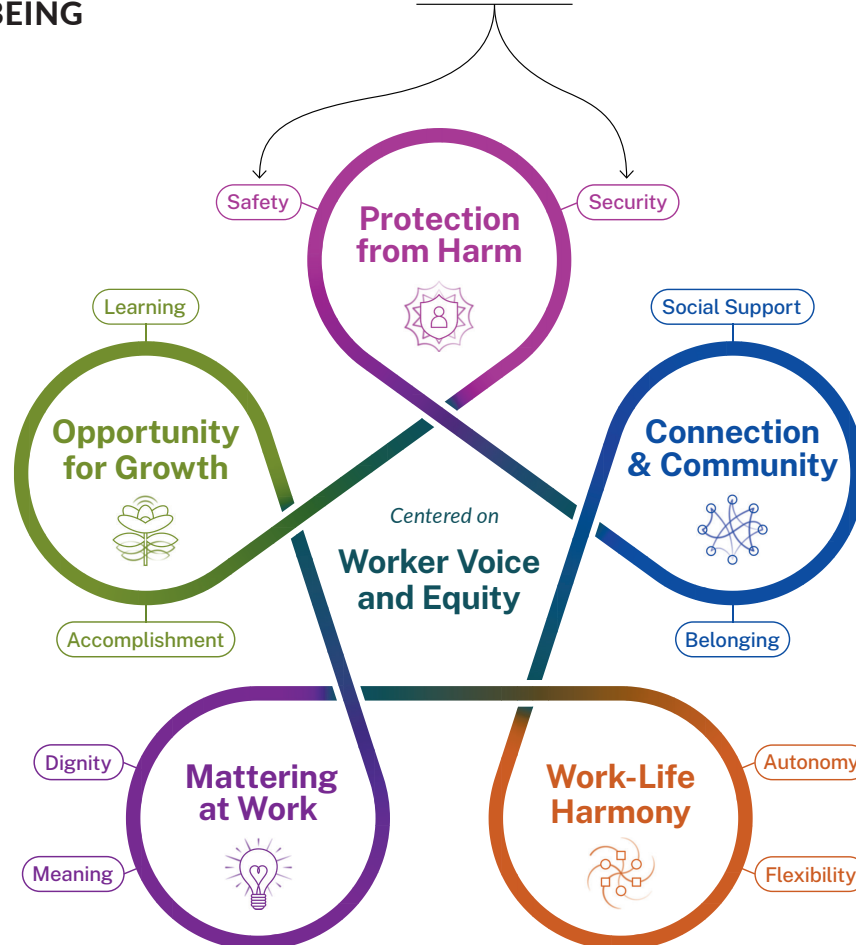 BEING
Safety
Security
Protection
from Harm
Learning
Social Support
Opportunity
for Growth
Connection
& Community
Centered on
Worker Voice
and Equity
Accomplishment
Belonging
Dignity
Autonomy
Mattering
at Work
Work-Life
Harmony
Meaning
Flexibility